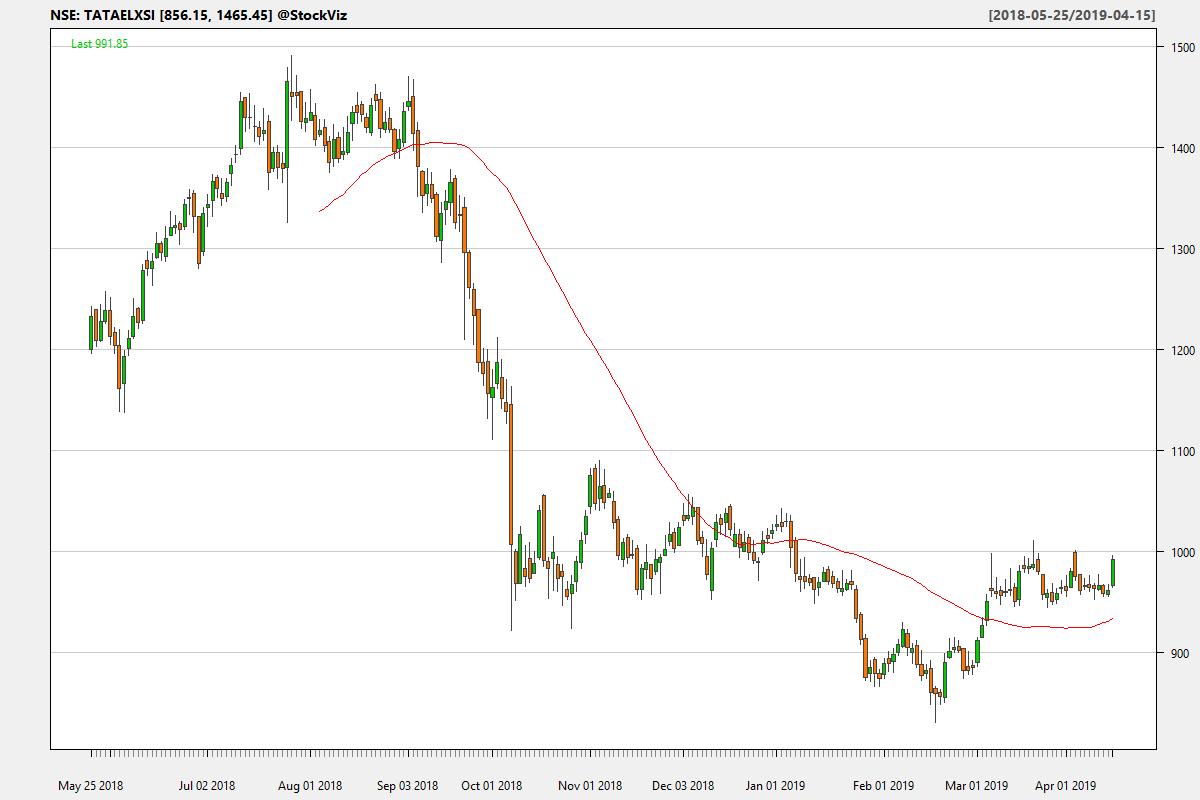 NSE: TATAELXSI [856.15, 1465.45] @StockViz [2018-05-25/2019-04-15]
Last 991.85
1500
1400
1300
1200
1100
1000
900
May 25 2018 Jul 02 2018 Aug 01 2018 Sep 03 2018 Oct 01 2018 Nov 01 2018 Dec 03 2018 Jan 01 2019 Feb 01 2019 Mar 01 2019 Apr 01 2019